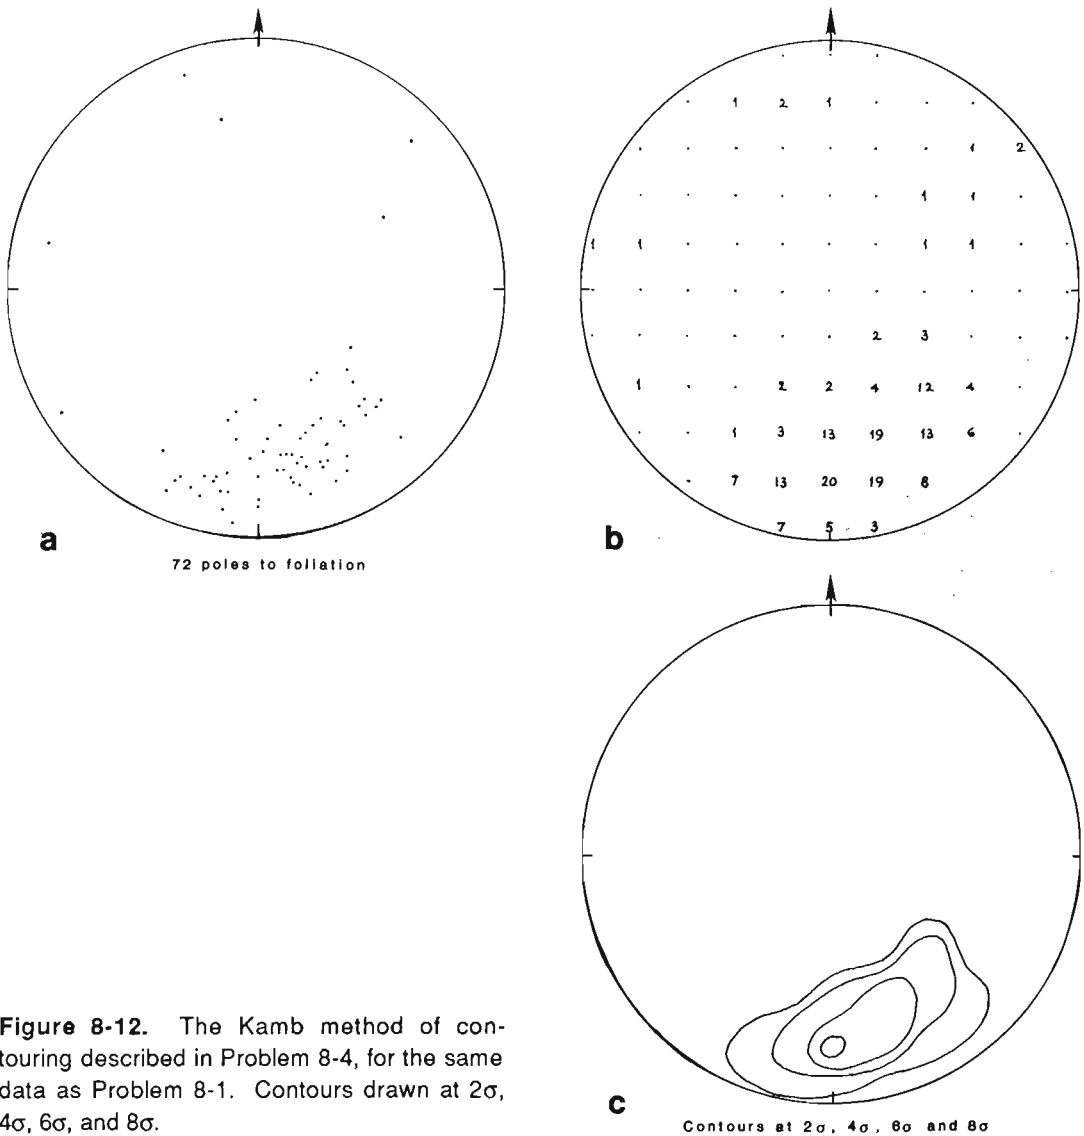 1 2 1
1 2
1 1
1 1 1 1
2 3
1 2 2 4 12 4
1 3 13 19 13 6
7 13 20 19 8
7 5 3
a
b
72 poles to foliation
Figure 8-12. The Kamb method of con-
touring described in Problem 8-4, for the same
data as Problem 8-1. Contours drawn at 2σ,
4σ, 6σ, and 8σ.
c
Contours at 2σ, 4σ, 6σ and 8σ